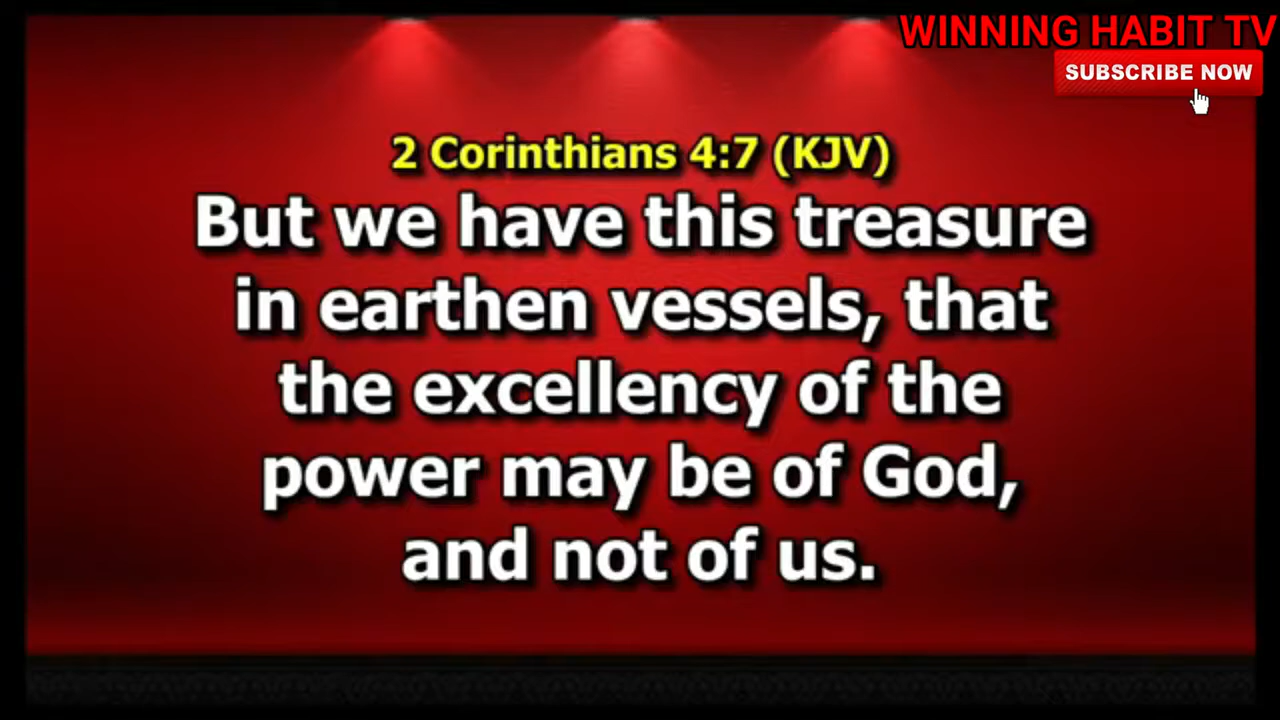 WINNING HABIT TV
SUBSCRIBE NOW
2 Corinthians 4:7 (KJV)
But we have this treasure
in earthen vessels, that
the excellency of the
power may be of God,
and not of us.